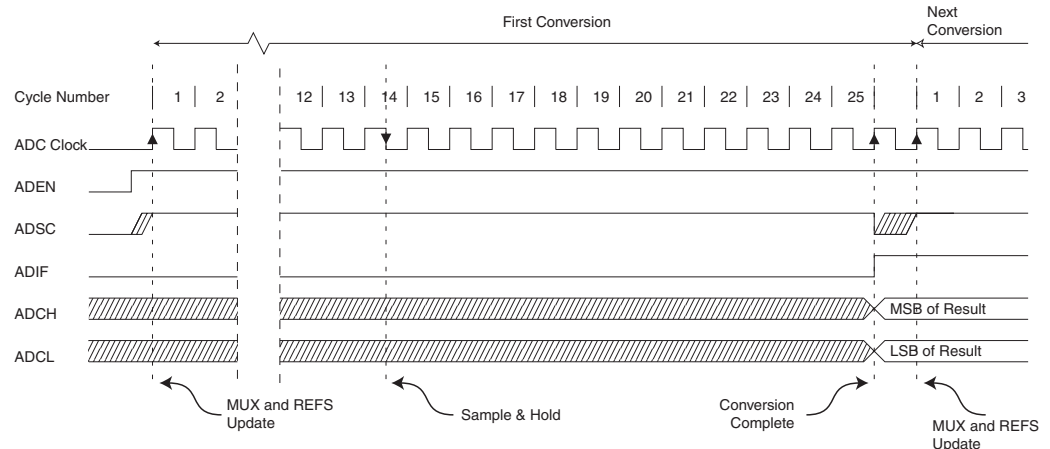 First Conversion
Next
Conversion
Cycle Number 1 2 12 13 14 15 16 17 18 19 20 21 22 23 24 25 1 2 3
ADC Clock
ADEN
ADSC
ADIF
ADCH MSB of Result
ADCL LSB of Result
MUX and REFS
Update
Sample & Hold
Conversion
Complete
MUX and REFS
Update